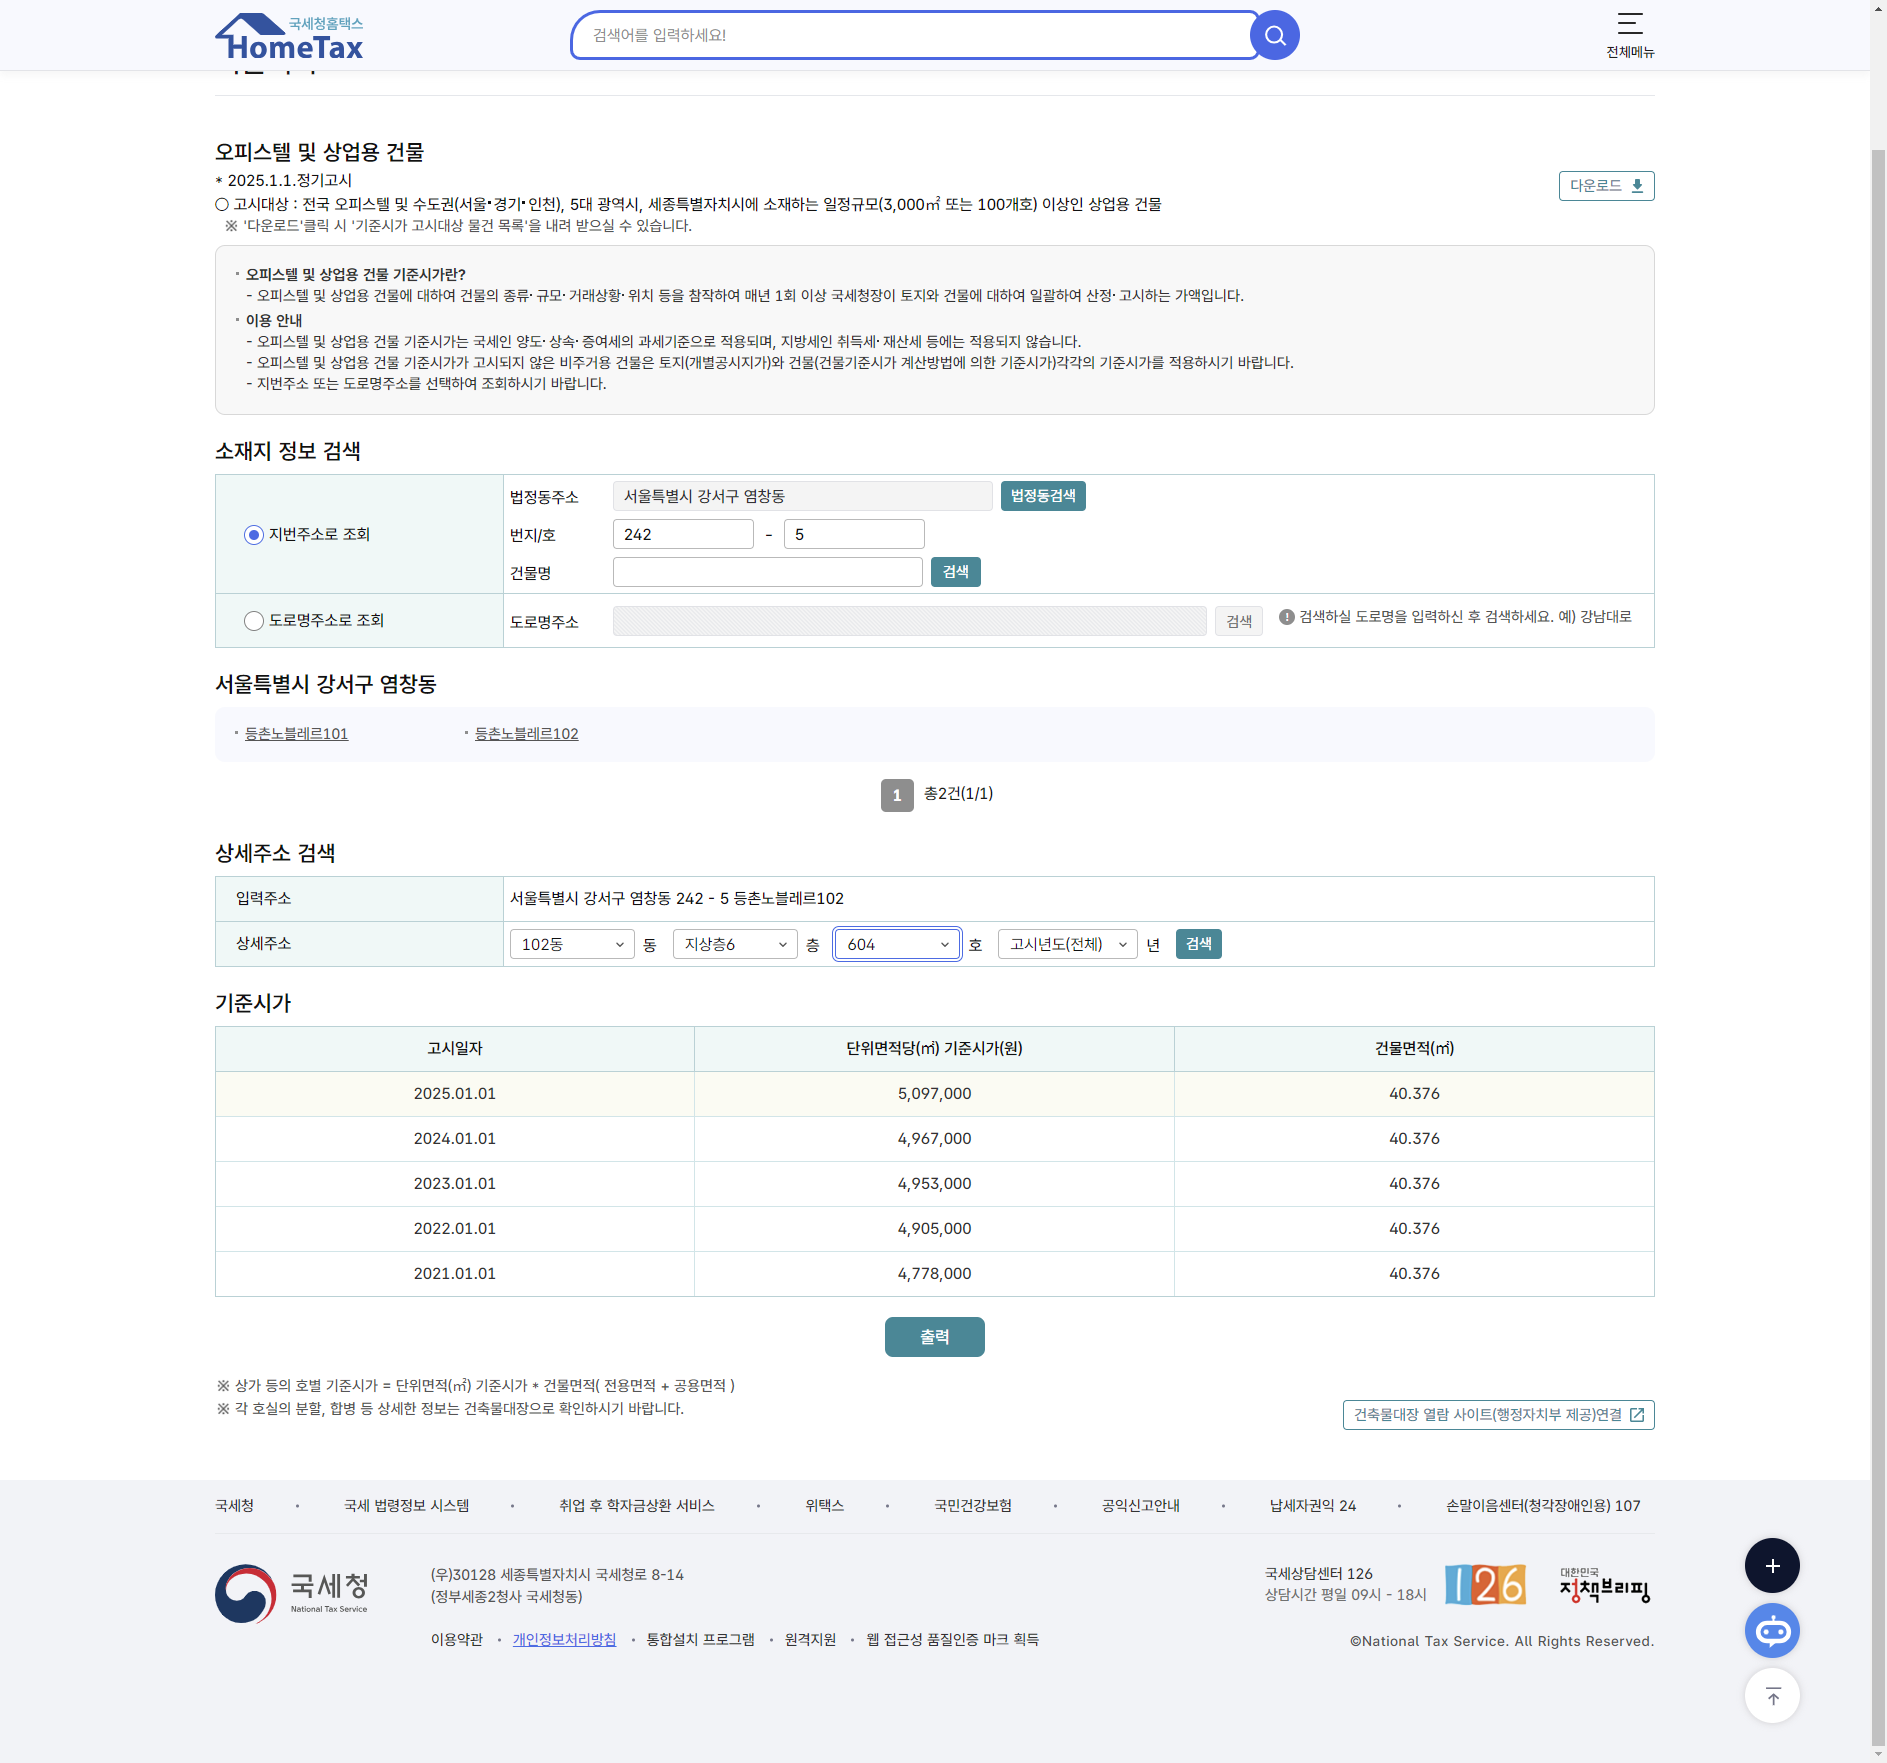 국세청홈택스
HomeTax
검색어를 입력하세요!
전체메뉴
오피스텔 및 상업용 건물
* 2025.1.1.정기고시
다운로드
○ 고시대상 : 전국 오피스텔 및 수도권(서울·경기·인천), 5대 광역시, 세종특별자치시에 소재하는 일정규모(3,000㎡ 또는 100개호) 이상인 상업용 건물
※ '다운로드'클릭 시 '기준시가 고시대상 물건 목록'을 내려 받으실 수 있습니다.
· 오피스텔 및 상업용 건물 기준시가란?
- 오피스텔 및 상업용 건물에 대하여 건물의 종류·규모·거래상황·위치 등을 참작하여 매년 1회 이상 국세청장이 토지와 건물에 대하여 일괄하여 산정·고시하는 가액입니다.
· 이용 안내
- 오피스텔 및 상업용 건물 기준시가는 국세인 양도·상속·증여세의 과세기준으로 적용되며, 지방세인 취득세·재산세 등에는 적용되지 않습니다.
- 오피스텔 및 상업용 건물 기준시가가 고시되지 않은 비주거용 건물은 토지(개별공시지가)와 건물(건물기준시가 계산방법에 의한 기준시가)각각의 기준시가를 적용하시기 바랍니다.
- 지번주소 또는 도로명주소를 선택하여 조회하시기 바랍니다.
소재지 정보 검색
지번주소로 조회
법정동주소 서울특별시 강서구 염창동 법정동검색
번지/호 242 - 5
건물명 검색
도로명주소로 조회 도로명주소 검색 검색하실 도로명을 입력하신 후 검색하세요. 예) 강남대로
서울특별시 강서구 염창동
· 등촌노블레르101 · 등촌노블레르102
1 총2건(1/1)
상세주소 검색
입력주소 서울특별시 강서구 염창동 242 - 5 등촌노블레르102
상세주소 102동 동 지상층6 층 604 호 고시년도(전체) 년 검색
기준시가
고시일자 단위면적당(㎡) 기준시가(원) 건물면적(㎡)
2025.01.01 5,097,000 40.376
2024.01.01 4,967,000 40.376
2023.01.01 4,953,000 40.376
2022.01.01 4,905,000 40.376
2021.01.01 4,778,000 40.376
출력
※ 상가 등의 호별 기준시가 = 단위면적(㎡) 기준시가 * 건물면적( 전용면적 + 공용면적 )
※ 각 호실의 분할, 합병 등 상세한 정보는 건축물대장으로 확인하시기 바랍니다.
건축물대장 열람 사이트(행정자치부 제공)연결
국세청 · 국세 법령정보 시스템 · 취업 후 학자금상환 서비스 · 위택스 · 국민건강보험 · 공익신고안내 · 납세자권익 24 · 손말이음센터(청각장애인용) 107
국세청
National Tax Service
(우)30128 세종특별자치시 국세청로 8-14
(정부세종2청사 국세청동)
국세상담센터 126
상담시간 평일 09시 - 18시
126
대한민국
정책브리핑
이용약관 · 개인정보처리방침 · 통합설치 프로그램 · 원격지원 · 웹 접근성 품질인증 마크 획득
©National Tax Service. All Rights Reserved.